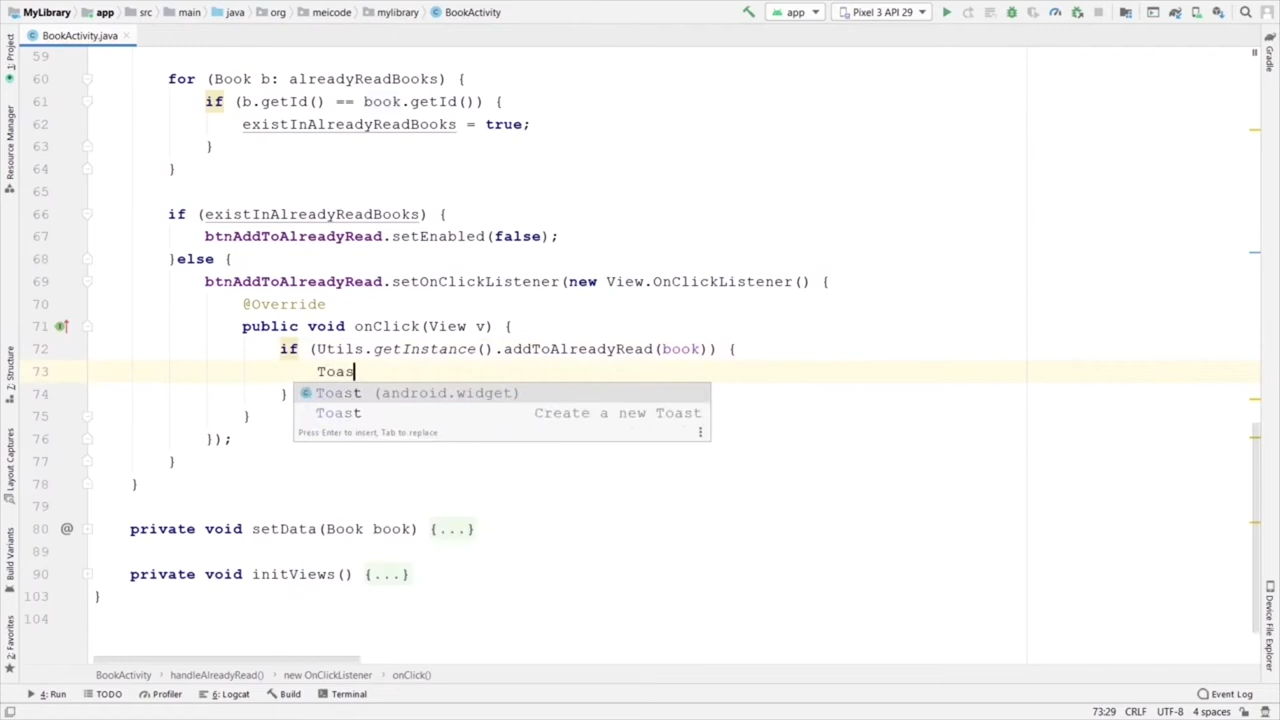 MyLibrary app src main java org meicode mylibrary BookActivity app Pixel 3 API 29
BookActivity.java
59
60 for (Book b: alreadyReadBooks) {
61 if (b.getId() == book.getId()) {
62 existInAlreadyReadBooks = true;
63 }
64 }
65
66 if (existInAlreadyReadBooks) {
67 btnAddToAlreadyRead.setEnabled(false);
68 }else {
69 btnAddToAlreadyRead.setOnClickListener(new View.OnClickListener() {
70 @Override
71 public void onClick(View v) {
72 if (Utils.getInstance().addToAlreadyRead(book)) {
73 Toas
Toast (android.widget)
74 }
Toast Create a new Toast
75 }
Press Enter to insert, Tab to replace
76 });
77 }
78 }
79
80 @ private void setData(Book book) {...}
89
90 private void initViews() {...}
103 }
104
BookActivity handleAlreadyRead() new OnClickListener onClick()
4: Run TODO Profiler 6: Logcat Build Terminal Event Log
73:29 CRLF UTF-8 4 spaces
1: Project
Resource Manager
Z: Structure
Layout Captures
Build Variants
2: Favorites
Gradle
Device File Explorer